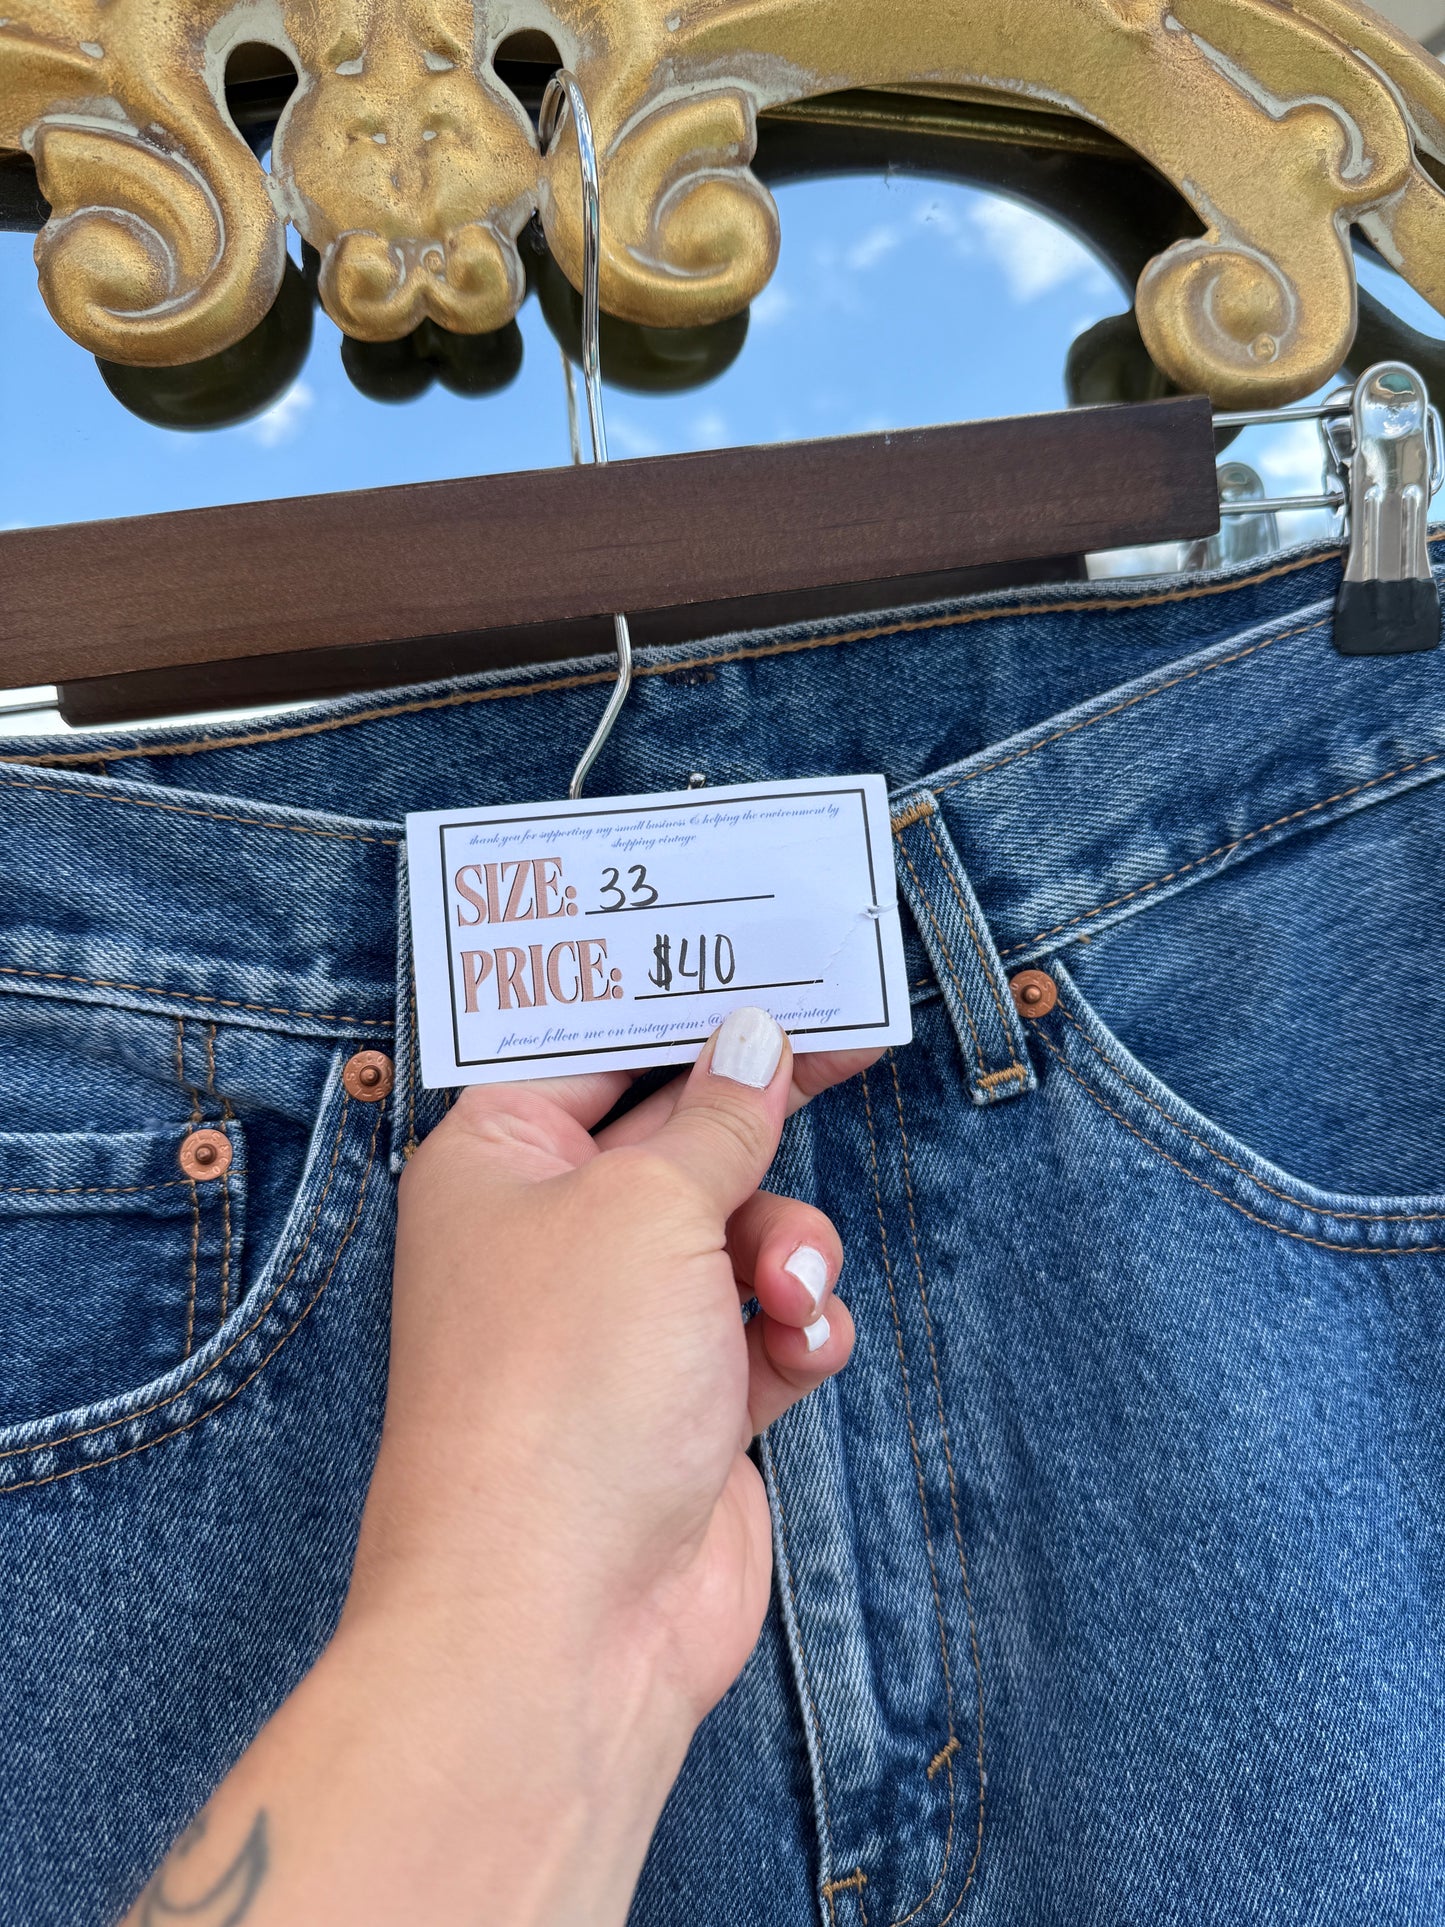 thank you for supporting my small business & helping the environment by
shopping vintage
SIZE: 33
PRICE: $40
please follow me on instagram: